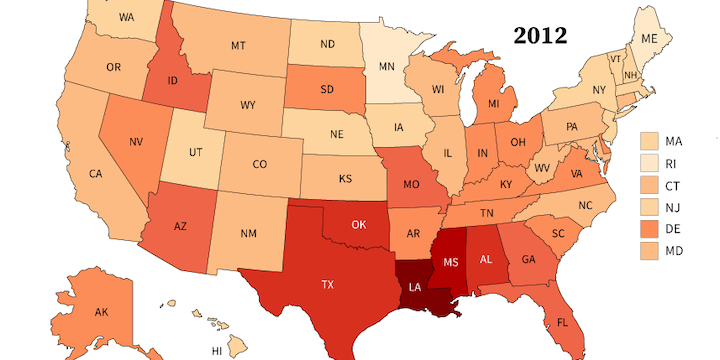 2012
WA
MT
ND
MN
ME
VT
NH
OR
ID
SD
WI
MI
NY
WY
IA
PA
NV
UT
NE
IL
IN
OH
CA
CO
KS
MO
KY
WV
VA
AZ
NM
OK
AR
TN
NC
SC
TX
LA
MS
AL
GA
FL
AK
HI
MA
RI
CT
NJ
DE
MD